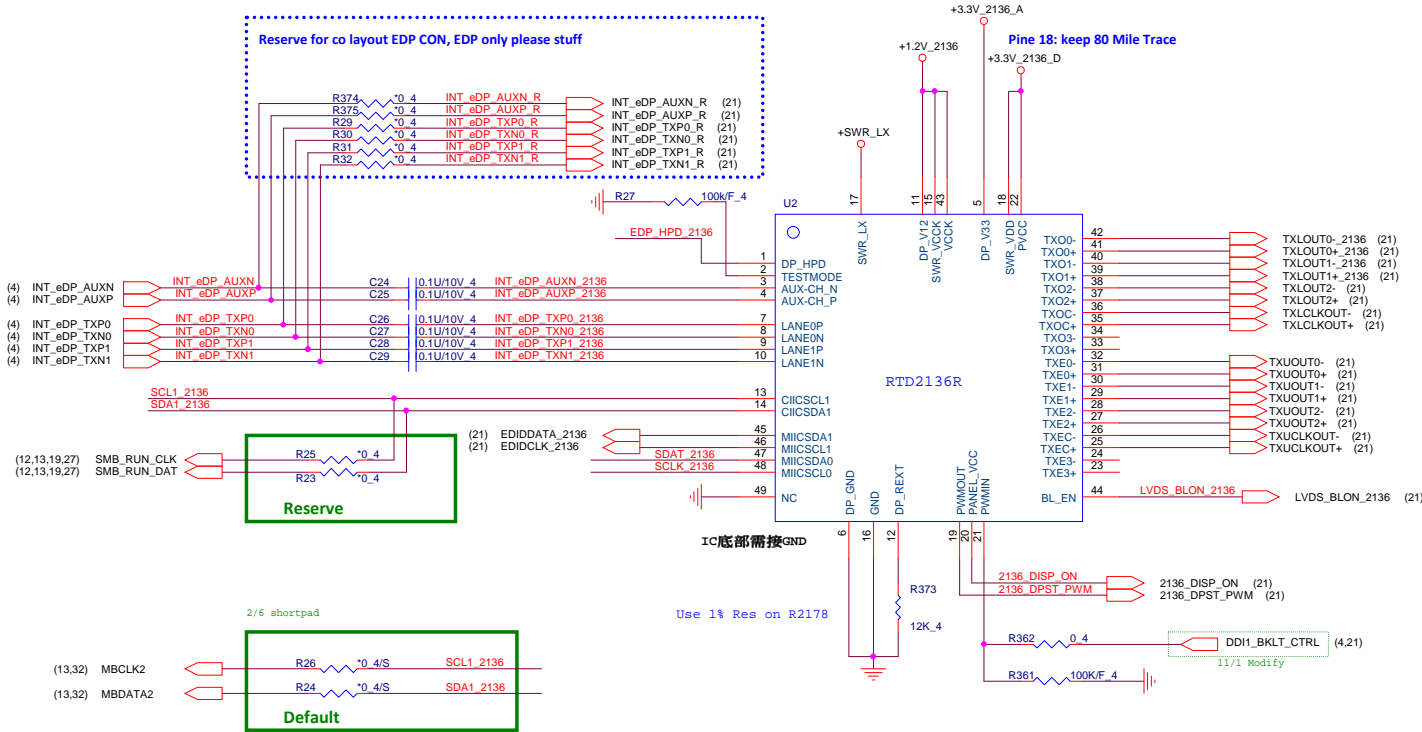 +3.3V_2136_A
Reserve for co layout EDP CON, EDP only please stuff
Pine 18: keep 80 Mile Trace
+1.2V_2136
+3.3V_2136_D
R374 *0_4 INT_eDP_AUXN_R INT_eDP_AUXN_R (21)
R375 *0_4 INT_eDP_AUXP_R INT_eDP_AUXP_R (21)
R29 *0_4 INT_eDP_TXP0_R INT_eDP_TXP0_R (21)
R30 *0_4 INT_eDP_TXN0_R INT_eDP_TXN0_R (21)
R31 *0_4 INT_eDP_TXP1_R INT_eDP_TXP1_R (21)
R32 *0_4 INT_eDP_TXN1_R INT_eDP_TXN1_R (21)
+SWR_LX
R27 100k/F_4
U2
17 11 15 43 5 18 22
SWR_LX DP_V12 SWR_VCCK VCCK DP_V33 SWR_VDD PVCC
EDP_HPD_2136
1 DP_HPD
2 TESTMODE
(4) INT_eDP_AUXN INT_eDP_AUXN C24 0.1U/10V_4 INT_eDP_AUXN_2136 3 AUX-CH_N
(4) INT_eDP_AUXP INT_eDP_AUXP C25 0.1U/10V_4 INT_eDP_AUXP_2136 4 AUX-CH_P
(4) INT_eDP_TXP0 INT_eDP_TXP0 C26 0.1U/10V_4 INT_eDP_TXP0_2136 7 LANE0P
(4) INT_eDP_TXN0 INT_eDP_TXN0 C27 0.1U/10V_4 INT_eDP_TXN0_2136 8 LANE0N
(4) INT_eDP_TXP1 INT_eDP_TXP1 C28 0.1U/10V_4 INT_eDP_TXP1_2136 9 LANE1P
(4) INT_eDP_TXN1 INT_eDP_TXN1 C29 0.1U/10V_4 INT_eDP_TXN1_2136 10 LANE1N
RTD2136R
SCL1_2136 13 CIICSCL1
SDA1_2136 14 CIICSDA1
(21) EDIDDATA_2136 45 MIICSDA1
(21) EDIDCLK_2136 46 MIICSCL1
SDAT_2136 47 MIICSDA0
SCLK_2136 48 MIICSCL0
49 NC
TXO0- 42 TXLOUT0-_2136 (21)
TXO0+ 41 TXLOUT0+_2136 (21)
TXO1- 40 TXLOUT1-_2136 (21)
TXO1+ 39 TXLOUT1+_2136 (21)
TXO2- 38 TXLOUT2- (21)
TXO2+ 37 TXLOUT2+ (21)
TXOC- 36 TXLCLKOUT- (21)
TXOC+ 35 TXLCLKOUT+ (21)
TXO3- 34
TXO3+ 33
TXE0- 32 TXUOUT0- (21)
TXE0+ 31 TXUOUT0+ (21)
TXE1- 30 TXUOUT1- (21)
TXE1+ 29 TXUOUT1+ (21)
TXE2- 28 TXUOUT2- (21)
TXE2+ 27 TXUOUT2+ (21)
TXEC- 26 TXUCLKOUT- (21)
TXEC+ 25 TXUCLKOUT+ (21)
TXE3- 24
TXE3+ 23
BL_EN 44 LVDS_BLON_2136 LVDS_BLON_2136 (21)
(12,13,19,27) SMB_RUN_CLK R25 *0_4
(12,13,19,27) SMB_RUN_DAT R23 *0_4
Reserve
DP_GND GND DP_REXT PWMOUT PANEL_VCC PWMIN
6 16 12 19 20 21
IC底部需接GND
2136_DISP_ON 2136_DISP_ON (21)
2136_DPST_PWM 2136_DPST_PWM (21)
R373
12K_4
Use 1% Res on R2178
2/6 shortpad
R362 0_4 DDI1_BKLT_CTRL (4,21)
11/1 Modify
R361 100K/F_4
(13,32) MBCLK2 R26 *0_4/S SCL1_2136
(13,32) MBDATA2 R24 *0_4/S SDA1_2136
Default